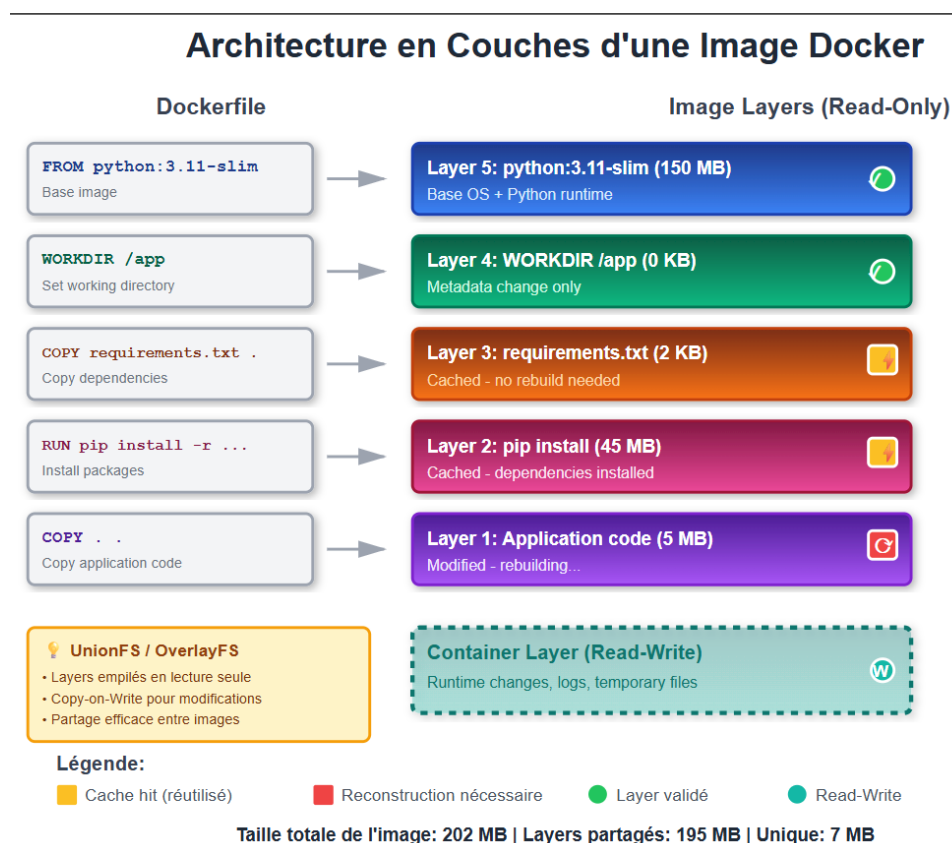 Architecture en Couches d'une Image Docker
Dockerfile
Image Layers (Read-Only)
FROM python:3.11-slim
Base image
Layer 5: python:3.11-slim (150 MB)
Base OS + Python runtime
WORKDIR /app
Set working directory
Layer 4: WORKDIR /app (0 KB)
Metadata change only
COPY requirements.txt .
Copy dependencies
Layer 3: requirements.txt (2 KB)
Cached - no rebuild needed
RUN pip install -r ...
Install packages
Layer 2: pip install (45 MB)
Cached - dependencies installed
COPY . .
Copy application code
Layer 1: Application code (5 MB)
Modified - rebuilding...
UnionFS / OverlayFS
• Layers empilés en lecture seule
• Copy-on-Write pour modifications
• Partage efficace entre images
Container Layer (Read-Write)
Runtime changes, logs, temporary files
W
Légende:
Cache hit (réutilisé)
Reconstruction nécessaire
Layer validé
Read-Write
Taille totale de l'image: 202 MB | Layers partagés: 195 MB | Unique: 7 MB